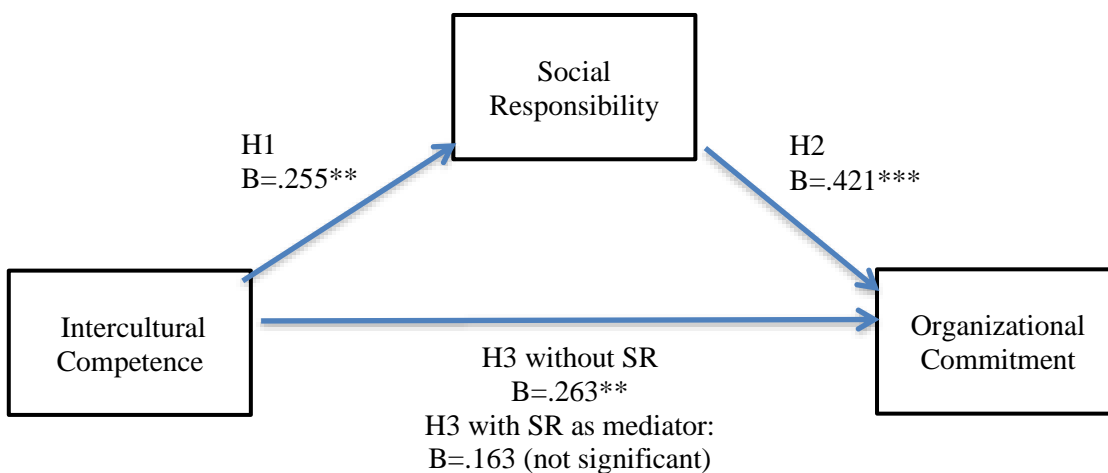 Social
Responsibility
H1
B=.255**
H2
B=.421***
Intercultural
Competence
Organizational
Commitment
H3 without SR
B=.263**
H3 with SR as mediator:
B=.163 (not significant)